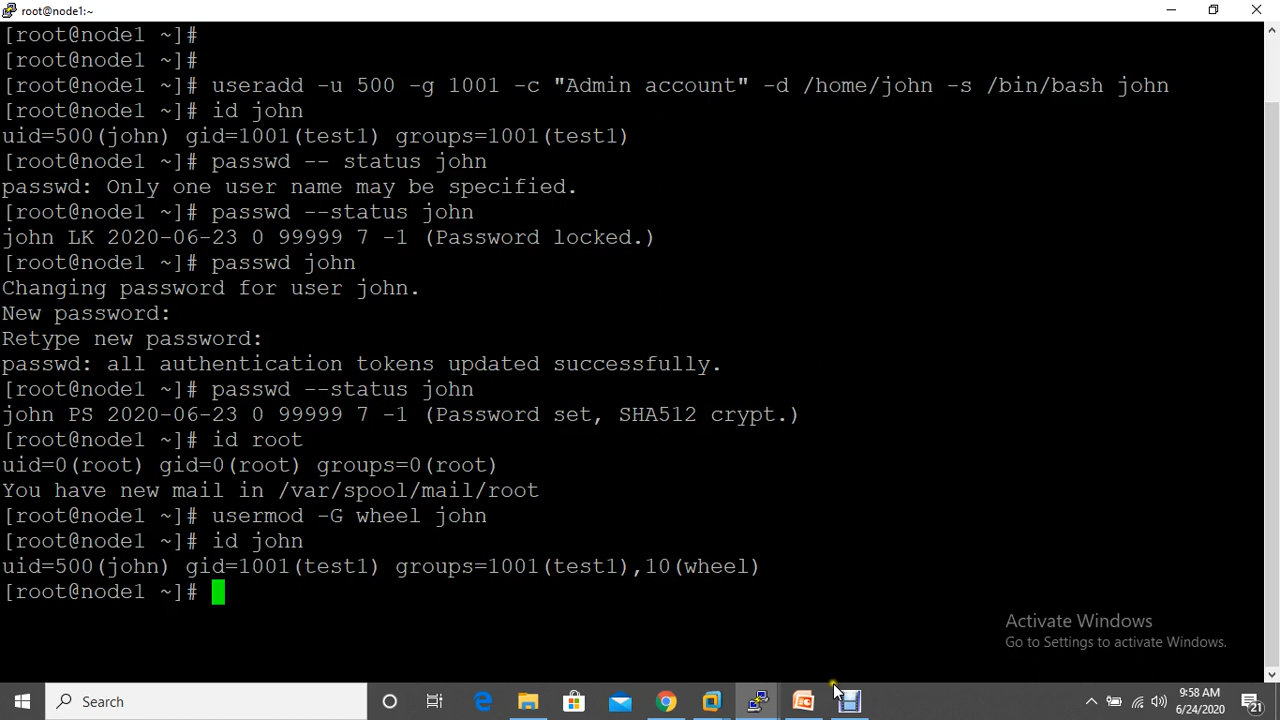 root@node1:~
[root@node1 ~]#
[root@node1 ~]#
[root@node1 ~]# useradd -u 500 -g 1001 -c "Admin account" -d /home/john -s /bin/bash john
[root@node1 ~]# id john
uid=500(john) gid=1001(test1) groups=1001(test1)
[root@node1 ~]# passwd -- status john
passwd: Only one user name may be specified.
[root@node1 ~]# passwd --status john
john LK 2020-06-23 0 99999 7 -1 (Password locked.)
[root@node1 ~]# passwd john
Changing password for user john.
New password:
Retype new password:
passwd: all authentication tokens updated successfully.
[root@node1 ~]# passwd --status john
john PS 2020-06-23 0 99999 7 -1 (Password set, SHA512 crypt.)
[root@node1 ~]# id root
uid=0(root) gid=0(root) groups=0(root)
You have new mail in /var/spool/mail/root
[root@node1 ~]# usermod -G wheel john
[root@node1 ~]# id john
uid=500(john) gid=1001(test1) groups=1001(test1),10(wheel)
[root@node1 ~]#
Activate Windows
Go to Settings to activate Windows.
Search
9:58 AM
6/24/2020
21